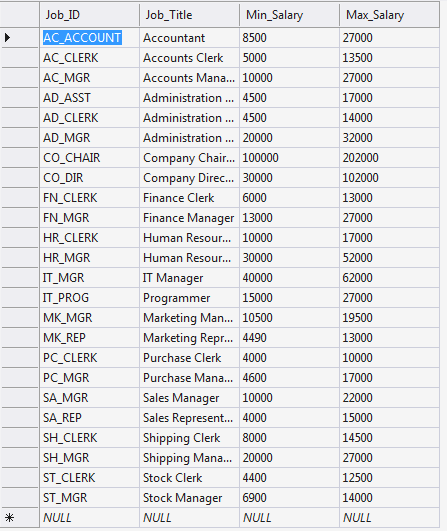 Job_ID Job_Title Min_Salary Max_Salary
AC_ACCOUNT Accountant 8500 27000
AC_CLERK Accounts Clerk 5000 13500
AC_MGR Accounts Mana... 10000 27000
AD_ASST Administration ... 4500 17000
AD_CLERK Administration ... 4500 14000
AD_MGR Administration ... 20000 32000
CO_CHAIR Company Chair... 100000 202000
CO_DIR Company Direc... 30000 102000
FN_CLERK Finance Clerk 6000 13000
FN_MGR Finance Manager 13000 27000
HR_CLERK Human Resour... 10000 17000
HR_MGR Human Resour... 30000 52000
IT_MGR IT Manager 40000 62000
IT_PROG Programmer 15000 27000
MK_MGR Marketing Man... 10500 19500
MK_REP Marketing Repr... 4490 13000
PC_CLERK Purchase Clerk 4000 10000
PC_MGR Purchase Mana... 4600 17000
SA_MGR Sales Manager 10000 22000
SA_REP Sales Represent... 4000 15000
SH_CLERK Shipping Clerk 8000 14500
SH_MGR Shipping Mana... 20000 27000
ST_CLERK Stock Clerk 4400 12500
ST_MGR Stock Manager 6900 14000
NULL NULL NULL NULL